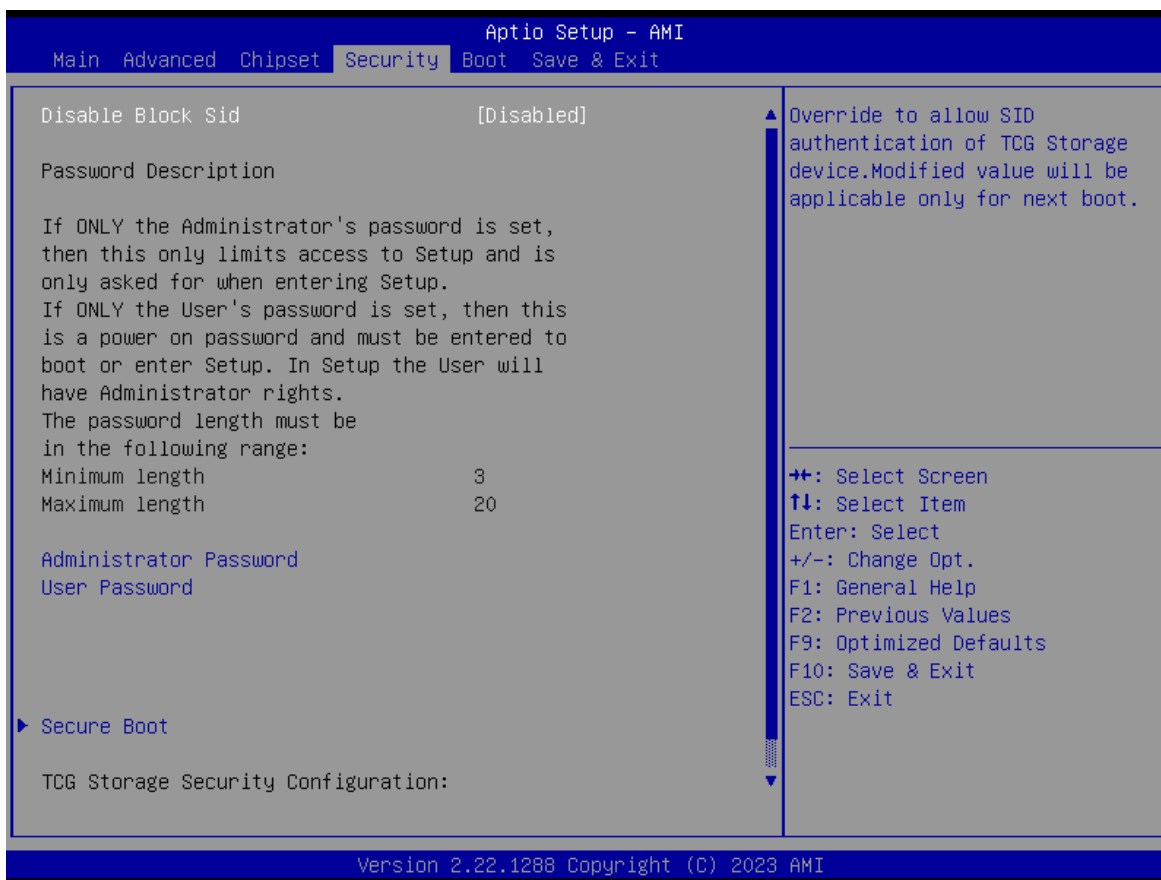 Aptio Setup – AMI
Main Advanced Chipset Security Boot Save & Exit
Disable Block Sid [Disabled]
Password Description
If ONLY the Administrator's password is set,
then this only limits access to Setup and is
only asked for when entering Setup.
If ONLY the User's password is set, then this
is a power on password and must be entered to
boot or enter Setup. In Setup the User will
have Administrator rights.
The password length must be
in the following range:
Minimum length 3
Maximum length 20
Administrator Password
User Password
Secure Boot
TCG Storage Security Configuration:
Override to allow SID
authentication of TCG Storage
device.Modified value will be
applicable only for next boot.
→←: Select Screen
↑↓: Select Item
Enter: Select
+/-: Change Opt.
F1: General Help
F2: Previous Values
F9: Optimized Defaults
F10: Save & Exit
ESC: Exit
Version 2.22.1288 Copyright (C) 2023 AMI